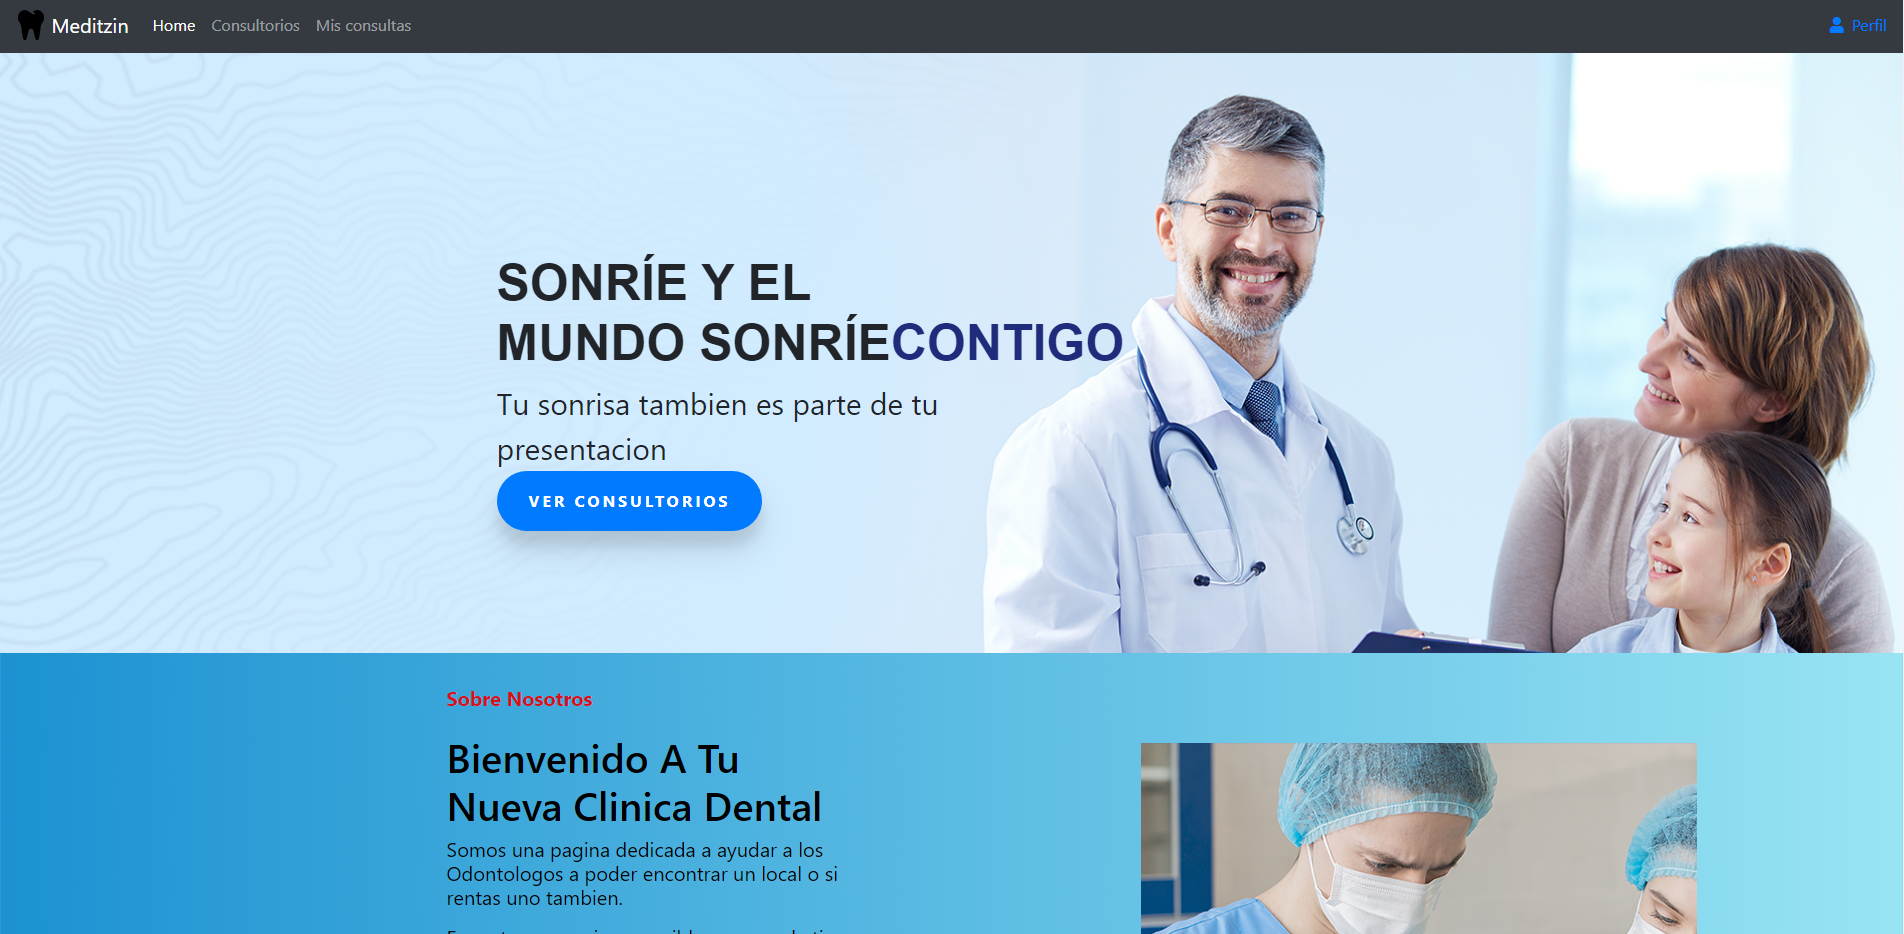 Meditzin Home Consultorios Mis consultas Perfil
SONRÍE Y EL
MUNDO SONRÍECONTIGO
Tu sonrisa tambien es parte de tu
presentacion
VER CONSULTORIOS
Sobre Nosotros
Bienvenido A Tu
Nueva Clinica Dental
Somos una pagina dedicada a ayudar a los
Odontologos a poder encontrar un local o si
rentas uno tambien.